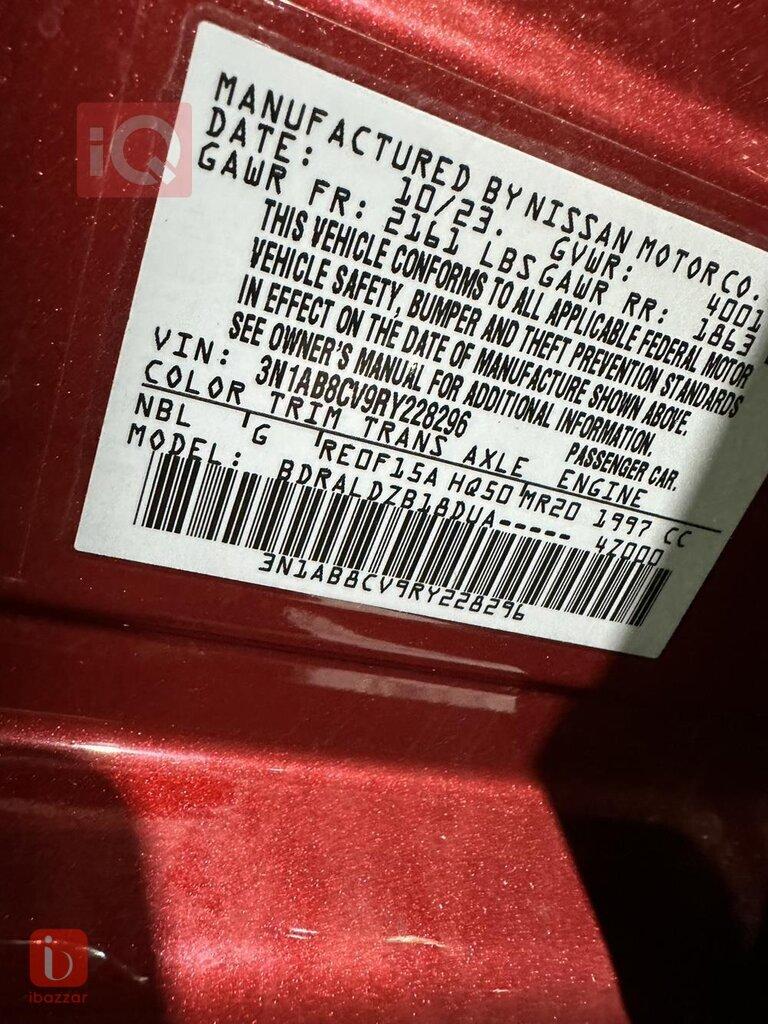 iQ
MANUFACTURED BY NISSAN MOTOR CO.
DATE: 10/23. GVWR: 4001
GAWR FR: 2161 LBS GAWR RR: 1863
THIS VEHICLE CONFORMS TO ALL APPLICABLE FEDERAL MOTOR
VEHICLE SAFETY, BUMPER AND THEFT PREVENTION STANDARDS
IN EFFECT ON THE DATE OF MANUFACTURE SHOWN ABOVE.
SEE OWNER'S MANUAL FOR ADDITIONAL INFORMATION.
VIN: 3N1AB8CV9RY228296 PASSENGER CAR.
COLOR TRIM TRANS AXLE ENGINE
NBL G RE0F15A HQ50 MR20 1997 CC
MODEL: BDRALDZB18DUA----- 4Z000
3N1AB8CV9RY228296
ibazzar